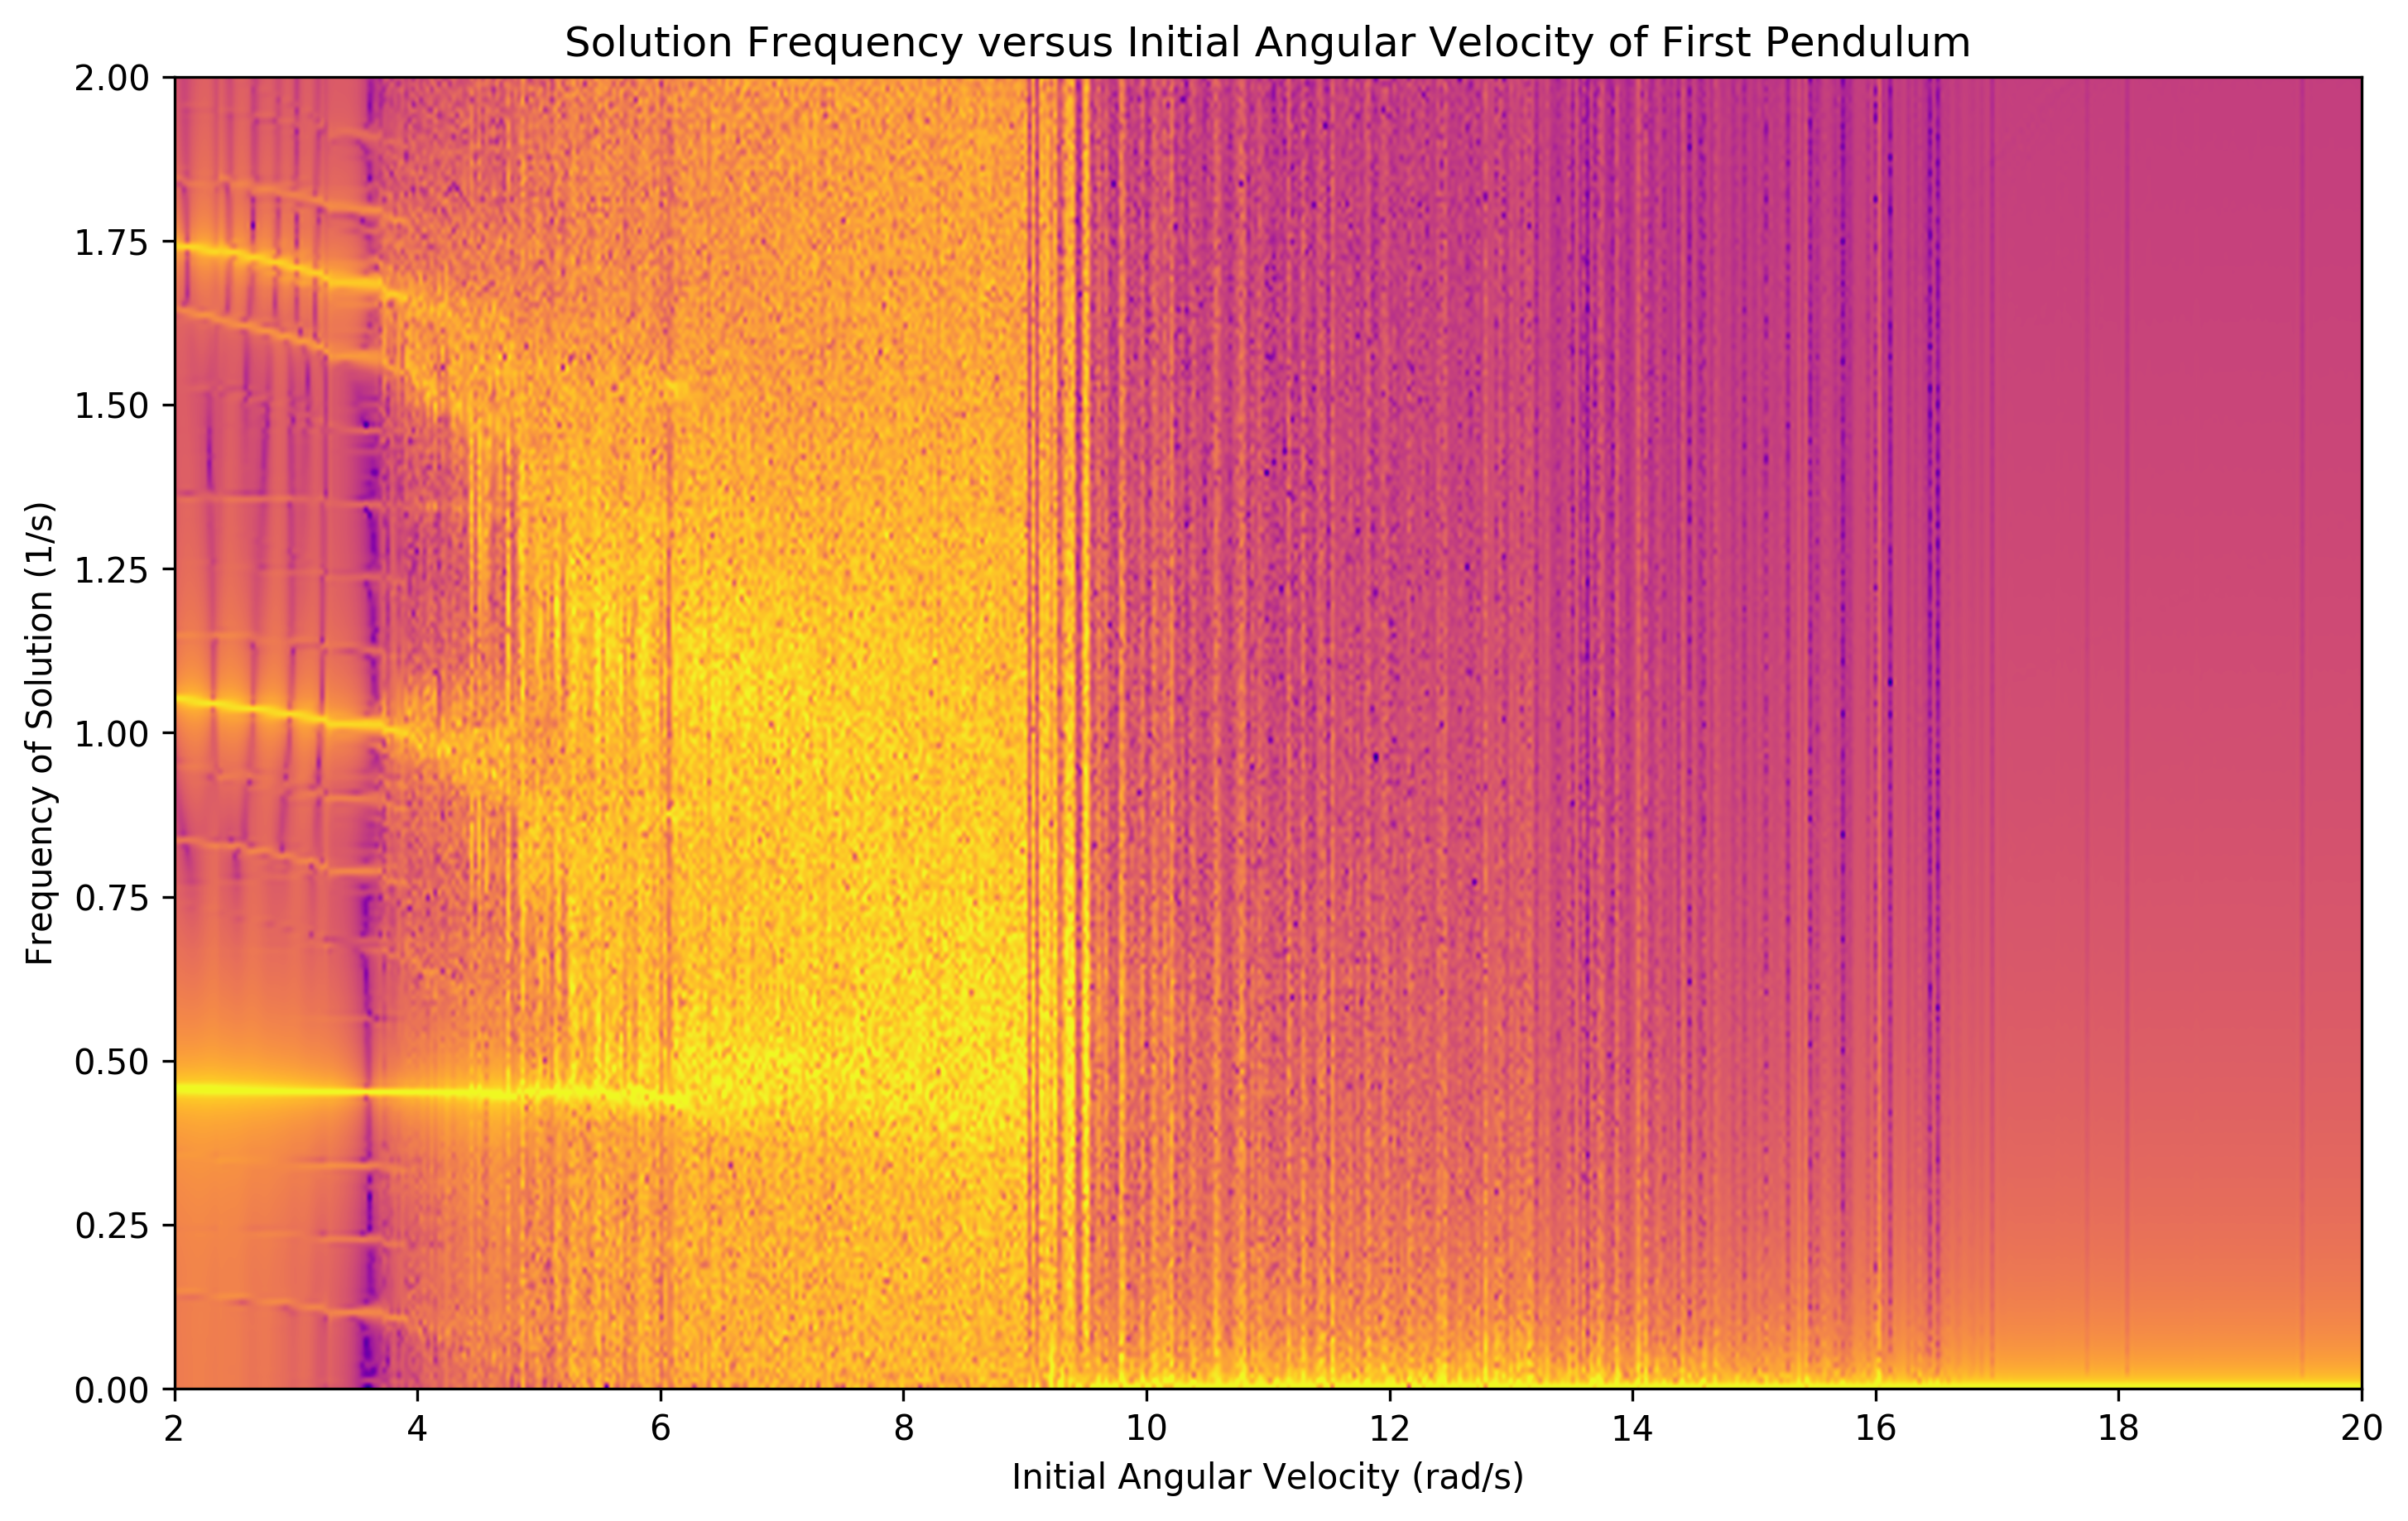 Solution Frequency versus Initial Angular Velocity of First Pendulum
2.00
1.75
1.50
1.25
1.00
0.75
0.50
0.25
0.00
Frequency of Solution (1/s)
2 4 6 8 10 12 14 16 18 20
Initial Angular Velocity (rad/s)